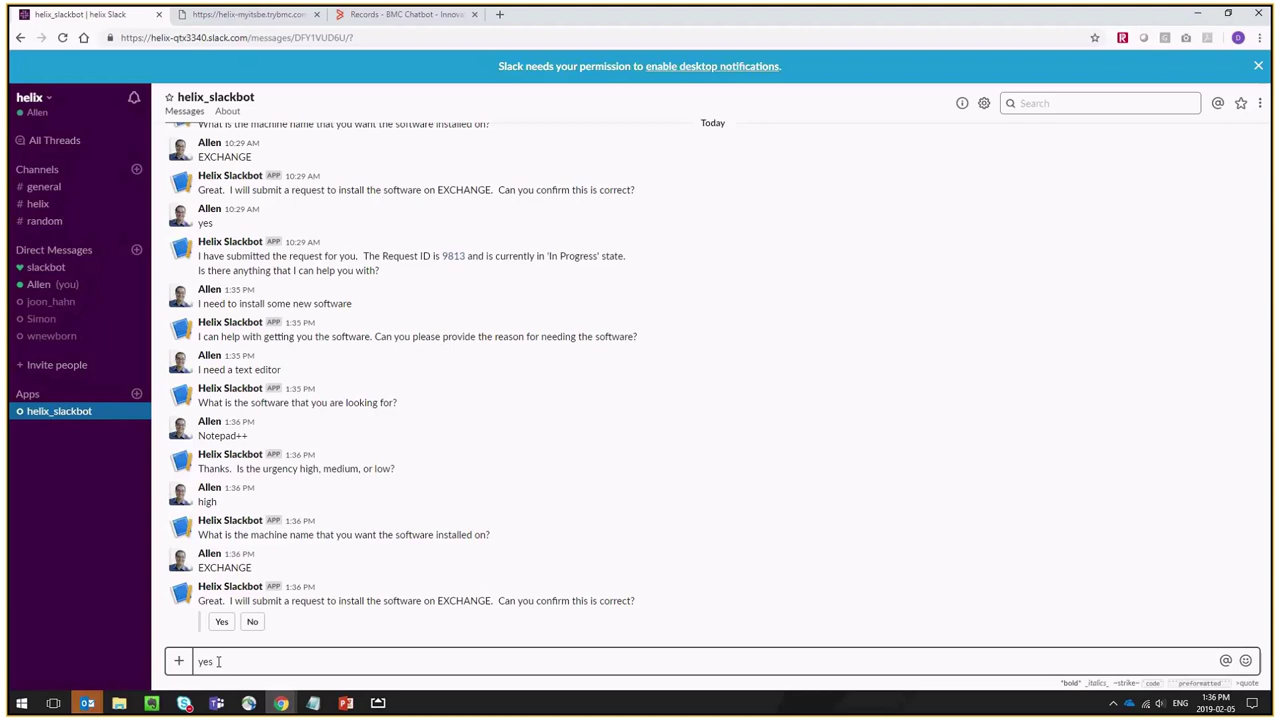 helix_slackbot | helix Slack
https://helix-myitsbe.trybmc.com
Records - BMC Chatbot - Innova
https://helix-qtx3340.slack.com/messages/DFY1VUD6U/?
Slack needs your permission to enable desktop notifications.
helix
Allen
All Threads
Channels
# general
# helix
# random
Direct Messages
slackbot
Allen (you)
joon_hahn
Simon
wnewborn
+ Invite people
Apps
helix_slackbot
helix_slackbot
Messages About
Search
What is the machine name that you want the software installed on?
Today
Allen 10:29 AM
EXCHANGE
Helix Slackbot APP 10:29 AM
Great. I will submit a request to install the software on EXCHANGE. Can you confirm this is correct?
Allen 10:29 AM
yes
Helix Slackbot APP 10:29 AM
I have submitted the request for you. The Request ID is 9813 and is currently in 'In Progress' state.
Is there anything that I can help you with?
Allen 1:35 PM
I need to install some new software
Helix Slackbot APP 1:35 PM
I can help with getting you the software. Can you please provide the reason for needing the software?
Allen 1:35 PM
I need a text editor
Helix Slackbot APP 1:35 PM
What is the software that you are looking for?
Allen 1:36 PM
Notepad++
Helix Slackbot APP 1:36 PM
Thanks. Is the urgency high, medium, or low?
Allen 1:36 PM
high
Helix Slackbot APP 1:36 PM
What is the machine name that you want the software installed on?
Allen 1:36 PM
EXCHANGE
Helix Slackbot APP 1:36 PM
Great. I will submit a request to install the software on EXCHANGE. Can you confirm this is correct?
Yes No
yes
*bold* _italics_ ~strike~ `code` ```preformatted``` >quote
ENG
1:36 PM
2019-02-05